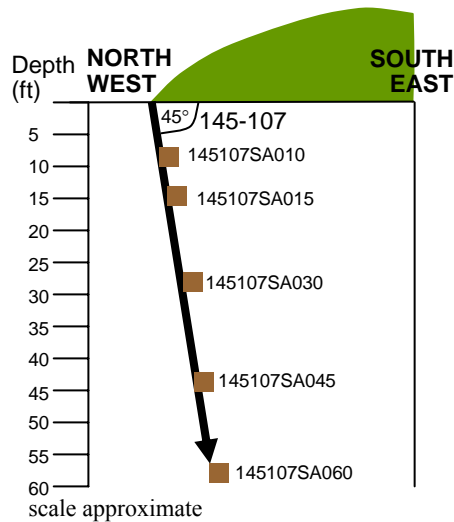 Depth
(ft)
NORTH
WEST
SOUTH
EAST
45°
145-107
5
10
15
20
25
30
35
40
45
50
55
60
145107SA010
145107SA015
145107SA030
145107SA045
145107SA060
scale approximate